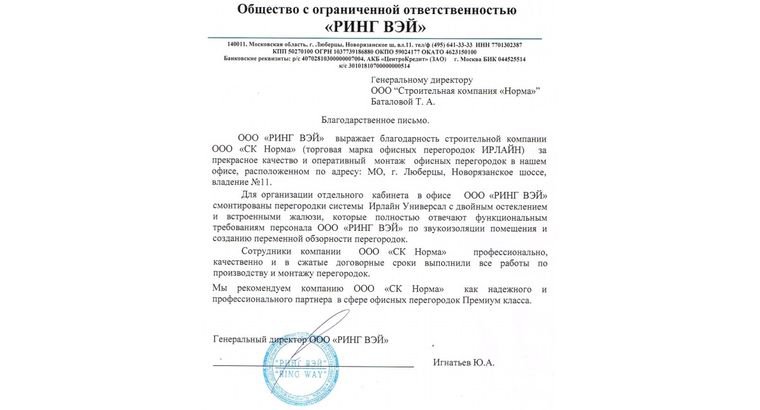 Общество с ограниченной ответственностью
«РИНГ ВЭЙ»
140011, Московская область, г. Люберцы, Новорязанское ш, вл.11. тел/ф (495) 641-33-33 ИНН 7701302387
КПП 50270100 ОГРН 1037739186880 ОКПО 59024177 ОКАТО 4623150100
Банковские реквизиты: р/с 40702810300000007004, АКБ «ЦентроКредит» (ЗАО) г. Москва БИК 044525514
к/с 30101810700000000514
Генеральному директору
ООО “Строительная компания «Норма»”
Баталовой Т. А.
Благодарственное письмо.
ООО «РИНГ ВЭЙ» выражает благодарность строительной компании
ООО «СК Норма» (торговая марка офисных перегородок ИРЛАЙН) за
прекрасное качество и оперативный монтаж офисных перегородок в нашем
офисе, расположенном по адресу: МО, г. Люберцы, Новорязанское шоссе,
владение №11.
Для организации отдельного кабинета в офисе ООО «РИНГ ВЭЙ»
смонтированы перегородки системы Ирлайн Универсал с двойным остеклением
и встроенными жалюзи, которые полностью отвечают функциональным
требованиям персонала ООО «РИНГ ВЭЙ» по звукоизоляции помещения и
созданию переменной обзорности перегородок.
Сотрудники компании ООО «СК Норма» профессионально,
качественно и в сжатые договорные сроки выполнили все работы по
производству и монтажу перегородок.
Мы рекомендуем компанию ООО «СК Норма» как надежного и
профессионального партнера в сфере офисных перегородок Премиум класса.
Генеральный директор ООО «РИНГ ВЭЙ»
Игнатьев Ю.А.
"РИНГ ВЭЙ"
"RING WAY"